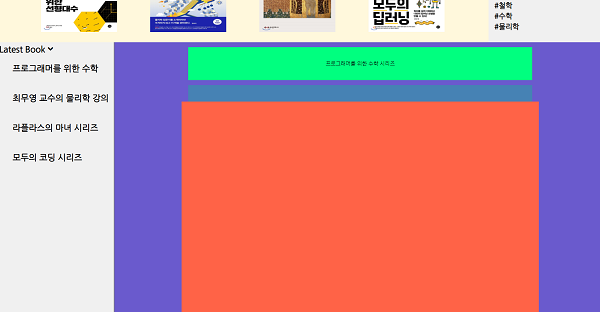 위한
선형대수
모두의
딥러닝
#철학
#수학
#물리학
Latest Book
프로그래머를 위한 수학
최무영 교수의 물리학 강의
라플라스의 마녀 시리즈
모두의 코딩 시리즈
프로그래머를 위한 수학 시리즈